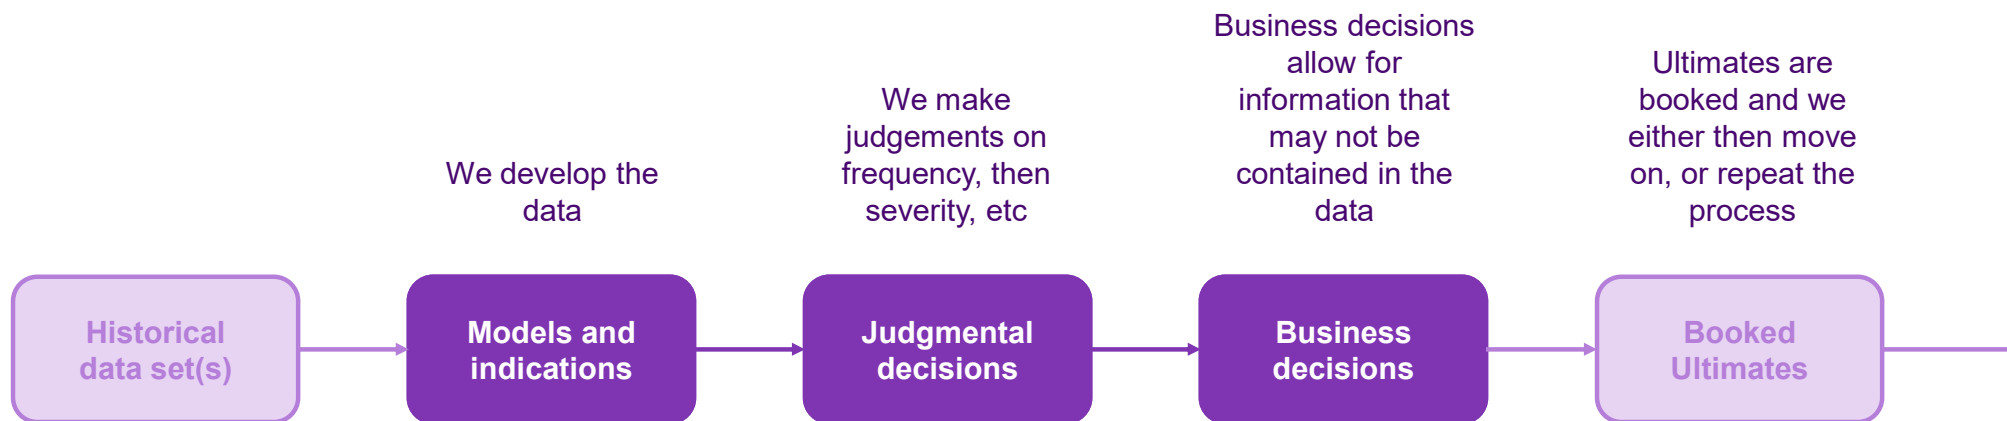 We develop the
data
We make
judgements on
frequency, then
severity, etc
Business decisions
allow for
information that
may not be
contained in the
data
Ultimates are
booked and we
either then move
on, or repeat the
process
Historical
data set(s)
Models and
indications
Judgmental
decisions
Business
decisions
Booked
Ultimates